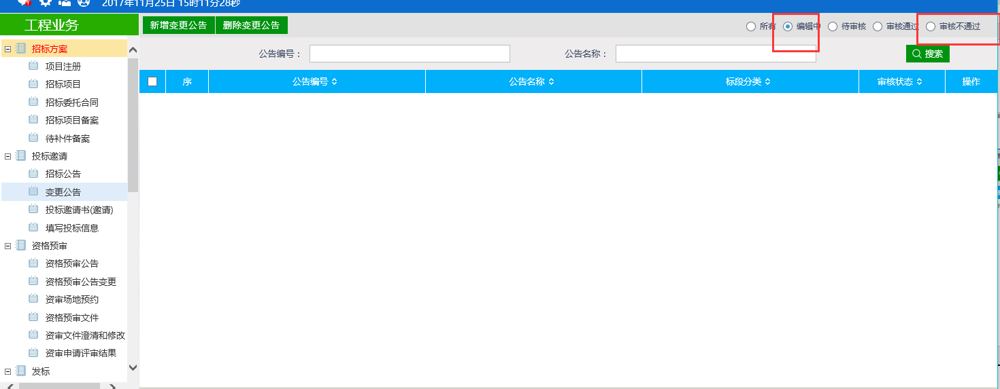 2017年11月25日 15时11分28秒
工程业务
新增变更公告 删除变更公告
所有 编辑中 待审核 审核通过 审核不通过
公告编号： 公告名称： 搜索
序 公告编号 公告名称 标段分类 审核状态 操作
招标方案
项目注册
招标项目
招标委托合同
招标项目备案
待补件备案
投标邀请
招标公告
变更公告
投标邀请书(邀请)
填写投标信息
资格预审
资格预审公告
资格预审公告变更
资审场地预约
资格预审文件
资审文件澄清和修改
资审申请评审结果
发标